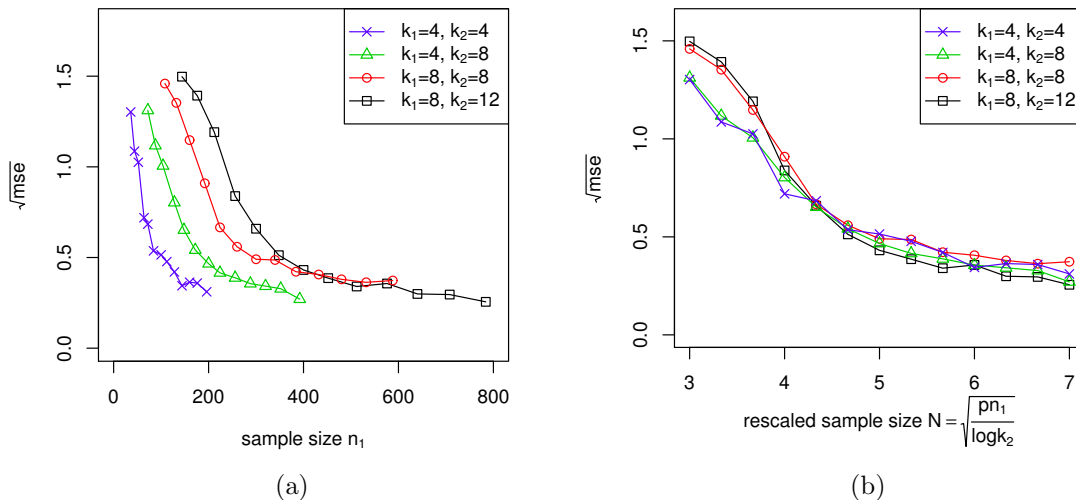 k₁=4, k₂=4
k₁=4, k₂=8
k₁=8, k₂=8
k₁=8, k₂=12
√mse
0.0 0.5 1.0 1.5
0 200 400 600 800
sample size n₁
(a)
k₁=4, k₂=4
k₁=4, k₂=8
k₁=8, k₂=8
k₁=8, k₂=12
√mse
0.0 0.5 1.0 1.5
3 4 5 6 7
rescaled sample size N = √(pn₁/logk₂)
(b)